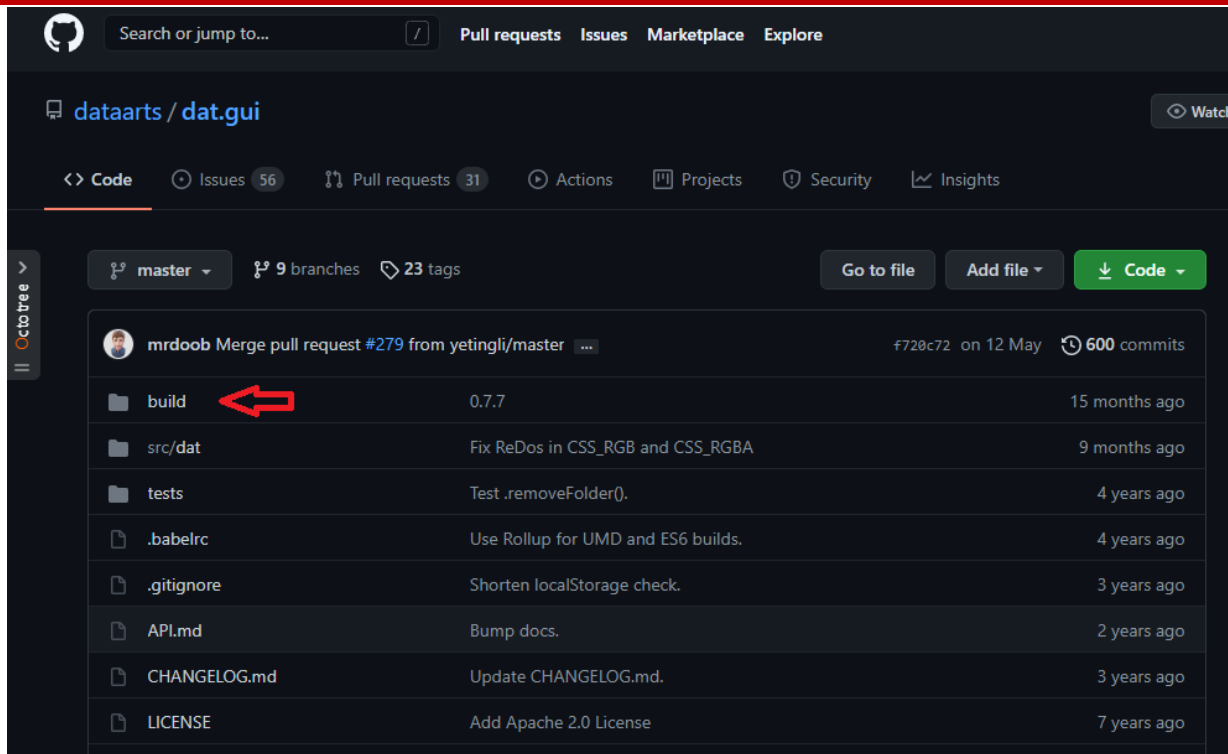 Search or jump to... / Pull requests Issues Marketplace Explore
dataarts / dat.gui
Watch
<> Code Issues 56 Pull requests 31 Actions Projects Security Insights
master 9 branches 23 tags Go to file Add file Code
Octotree
mrdoob Merge pull request #279 from yetingli/master ... f720c72 on 12 May 600 commits
build 0.7.7 15 months ago
src/dat Fix ReDos in CSS_RGB and CSS_RGBA 9 months ago
tests Test .removeFolder(). 4 years ago
.babelrc Use Rollup for UMD and ES6 builds. 4 years ago
.gitignore Shorten localStorage check. 3 years ago
API.md Bump docs. 2 years ago
CHANGELOG.md Update CHANGELOG.md. 3 years ago
LICENSE Add Apache 2.0 License 7 years ago